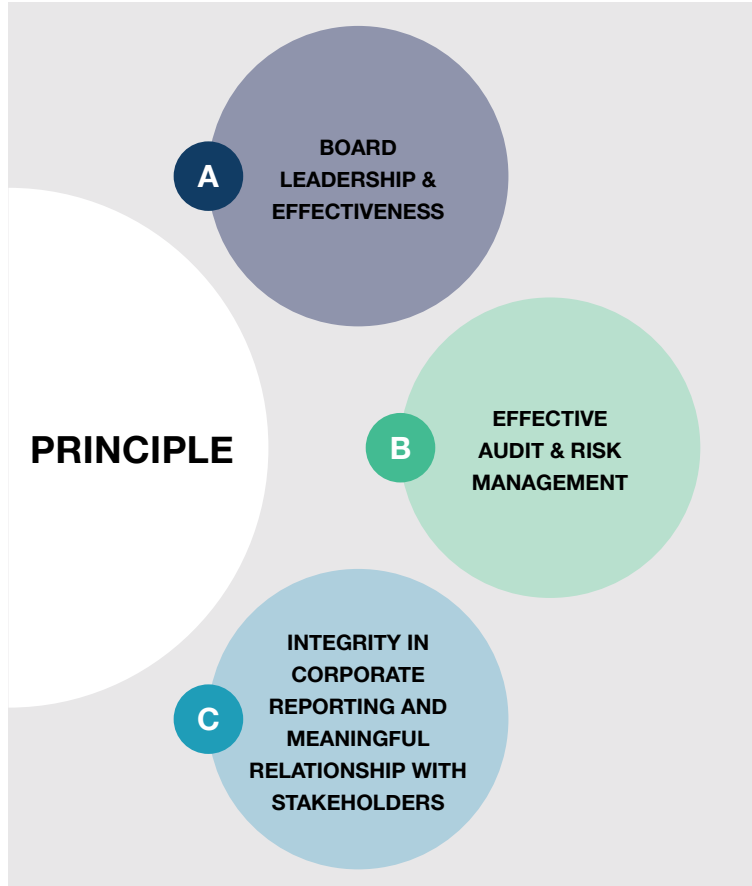 PRINCIPLE
A
BOARD
LEADERSHIP &
EFFECTIVENESS
B
EFFECTIVE
AUDIT & RISK
MANAGEMENT
C
INTEGRITY IN
CORPORATE
REPORTING AND
MEANINGFUL
RELATIONSHIP WITH
STAKEHOLDERS